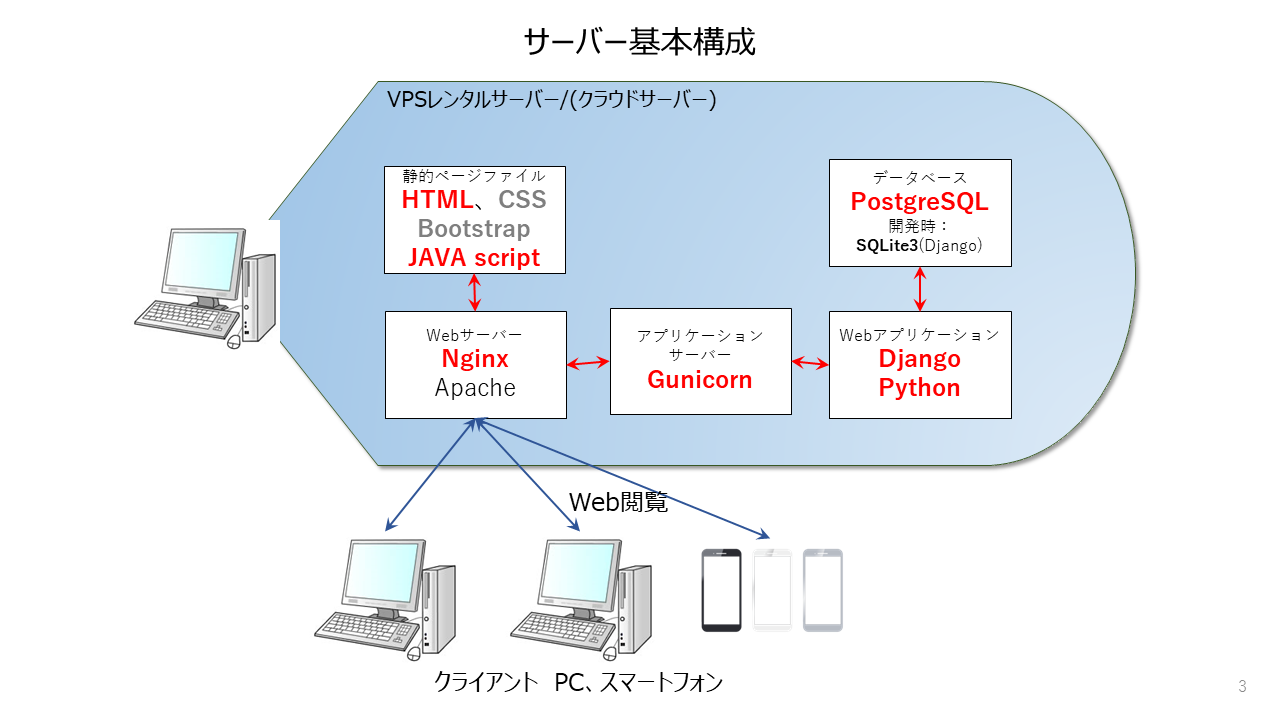 サーバー基本構成
VPSレンタルサーバー/(クラウドサーバー)
静的ページファイル
HTML、CSS
Bootstrap
JAVA script
データベース
PostgreSQL
開発時：
SQLite3(Django)
Webサーバー
Nginx
Apache
アプリケーション
サーバー
Gunicorn
Webアプリケーション
Django
Python
Web閲覧
クライアント　PC、スマートフォン
3